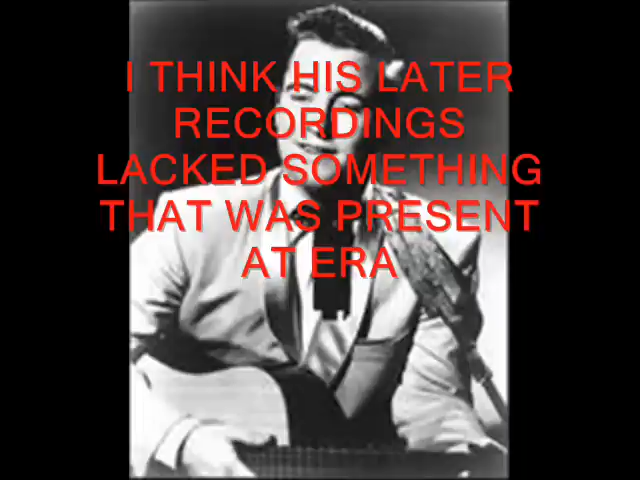 I THINK HIS LATER
RECORDINGS
LACKED SOMETHING
THAT WAS PRESENT
AT ERA